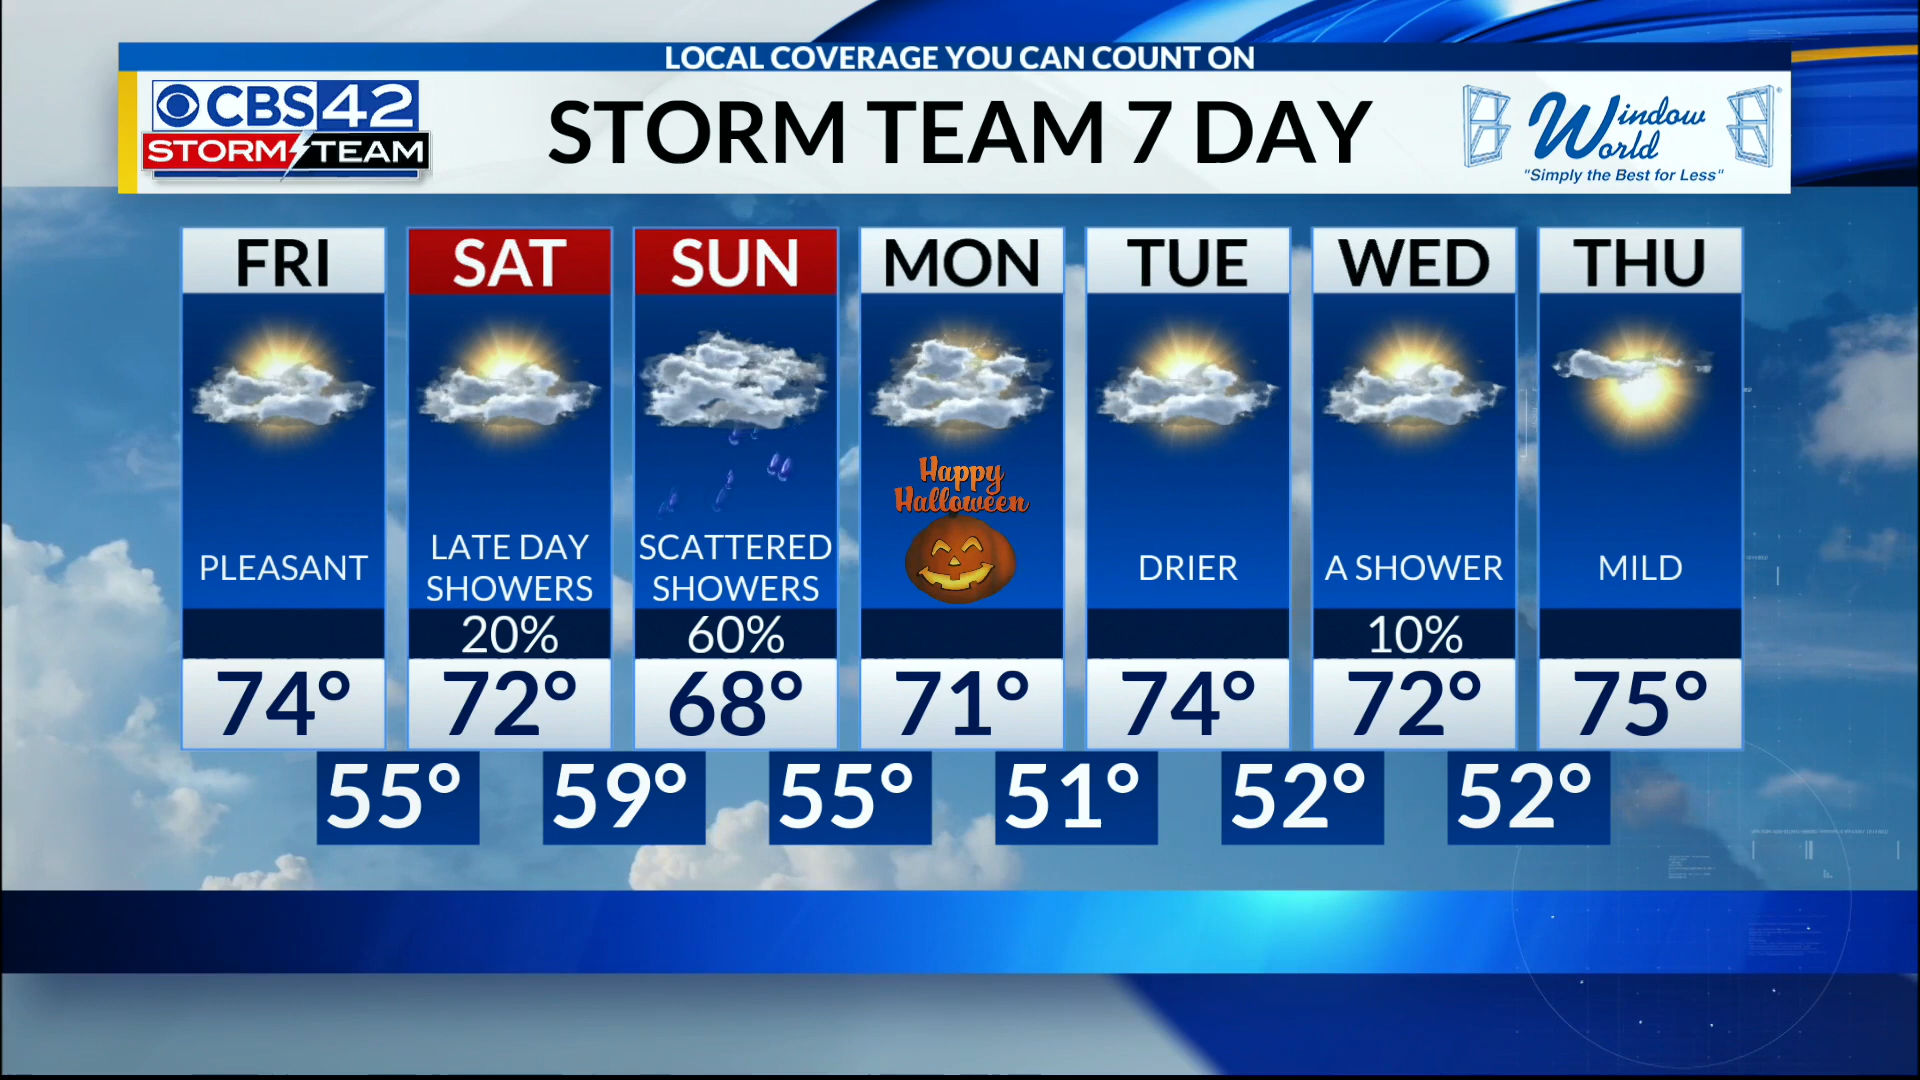 LOCAL COVERAGE YOU CAN COUNT ON
CBS 42
STORM TEAM
STORM TEAM 7 DAY
Window
World
®
"Simply the Best for Less"
FRI
SAT
SUN
MON
TUE
WED
THU
Happy
Halloween
PLEASANT
LATE DAY
SHOWERS
SCATTERED
SHOWERS
DRIER
A SHOWER
MILD
20%
60%
10%
74°
72°
68°
71°
74°
72°
75°
55°
59°
55°
51°
52°
52°